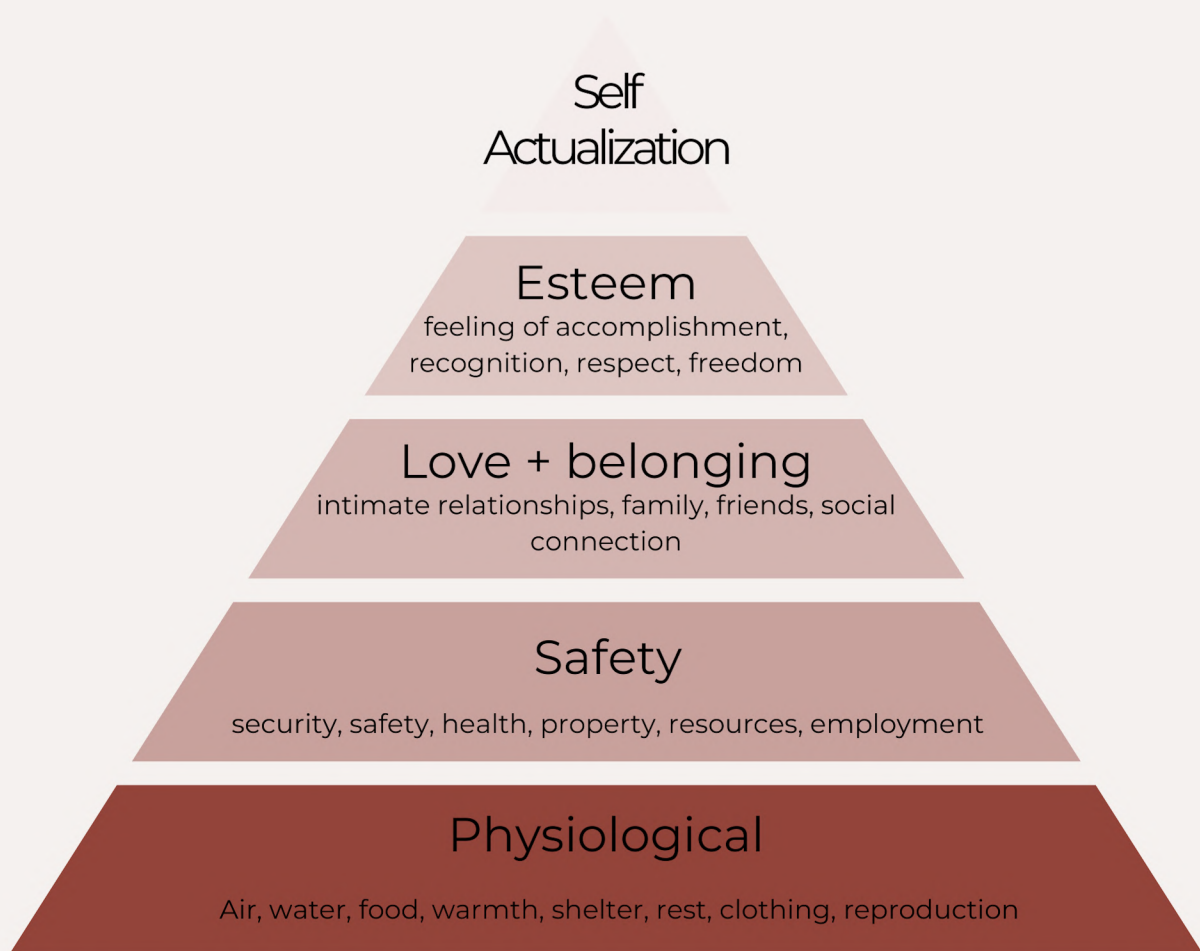 Self
Actualization
Esteem
feeling of accomplishment,
recognition, respect, freedom
Love + belonging
intimate relationships, family, friends, social
connection
Safety
security, safety, health, property, resources, employment
Physiological
Air, water, food, warmth, shelter, rest, clothing, reproduction